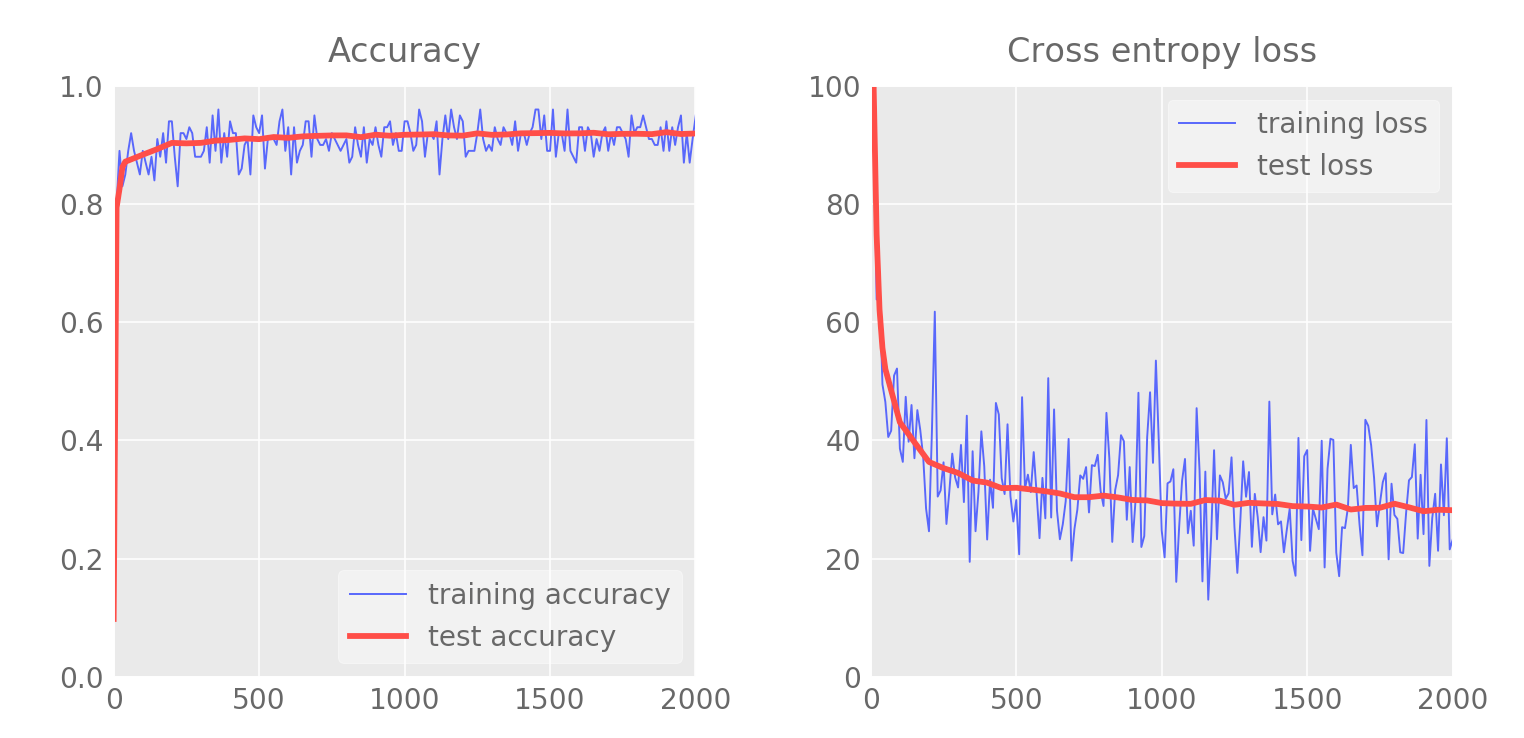 Accuracy
1.0
0.8
0.6
0.4
0.2
0.0
0 500 1000 1500 2000
training accuracy
test accuracy
Cross entropy loss
100
80
60
40
20
0
0 500 1000 1500 2000
training loss
test loss